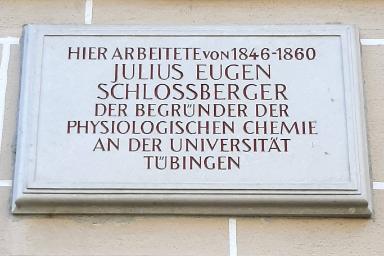 HIER ARBEITETE VON 1846-1860
JULIUS EUGEN
SCHLOSSBERGER
DER BEGRÜNDER DER
PHYSIOLOGISCHEN CHEMIE
AN DER UNIVERSITÄT
TÜBINGEN